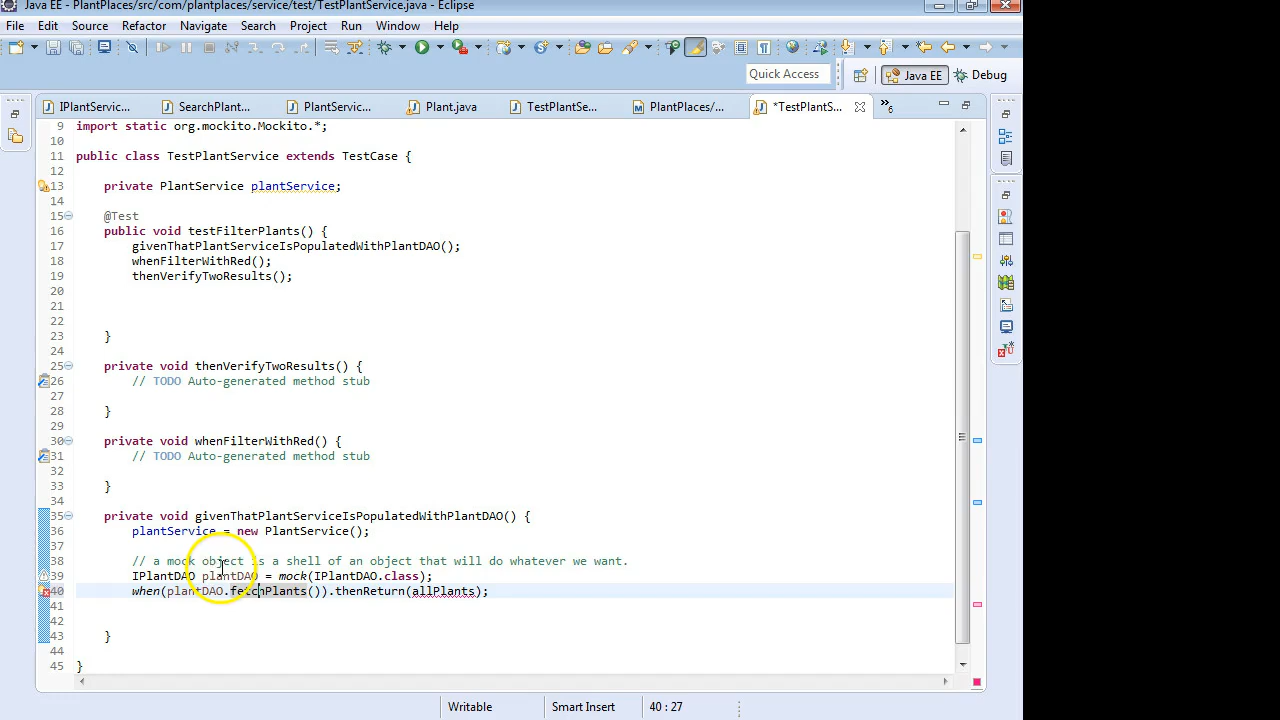 Java EE - PlantPlaces/src/com/plantplaces/service/test/TestPlantService.java - Eclipse
File Edit Source Refactor Navigate Search Project Run Window Help
Quick Access Java EE Debug
IPlantServic... SearchPlant... PlantServic... Plant.java TestPlantSe... PlantPlaces/... *TestPlantS... »6
9 import static org.mockito.Mockito.*;
10
11 public class TestPlantService extends TestCase {
12
13 private PlantService plantService;
14
15 @Test
16 public void testFilterPlants() {
17 givenThatPlantServiceIsPopulatedWithPlantDAO();
18 whenFilterWithRed();
19 thenVerifyTwoResults();
20
21
22
23 }
24
25 private void thenVerifyTwoResults() {
26 // TODO Auto-generated method stub
27
28 }
29
30 private void whenFilterWithRed() {
31 // TODO Auto-generated method stub
32
33 }
34
35 private void givenThatPlantServiceIsPopulatedWithPlantDAO() {
36 plantService = new PlantService();
37
38 // a mock object is a shell of an object that will do whatever we want.
39 IPlantDAO plantDAO = mock(IPlantDAO.class);
40 when(plantDAO.fetchPlants()).thenReturn(allPlants);
41
42
43 }
44
45 }
Writable Smart Insert 40 : 27